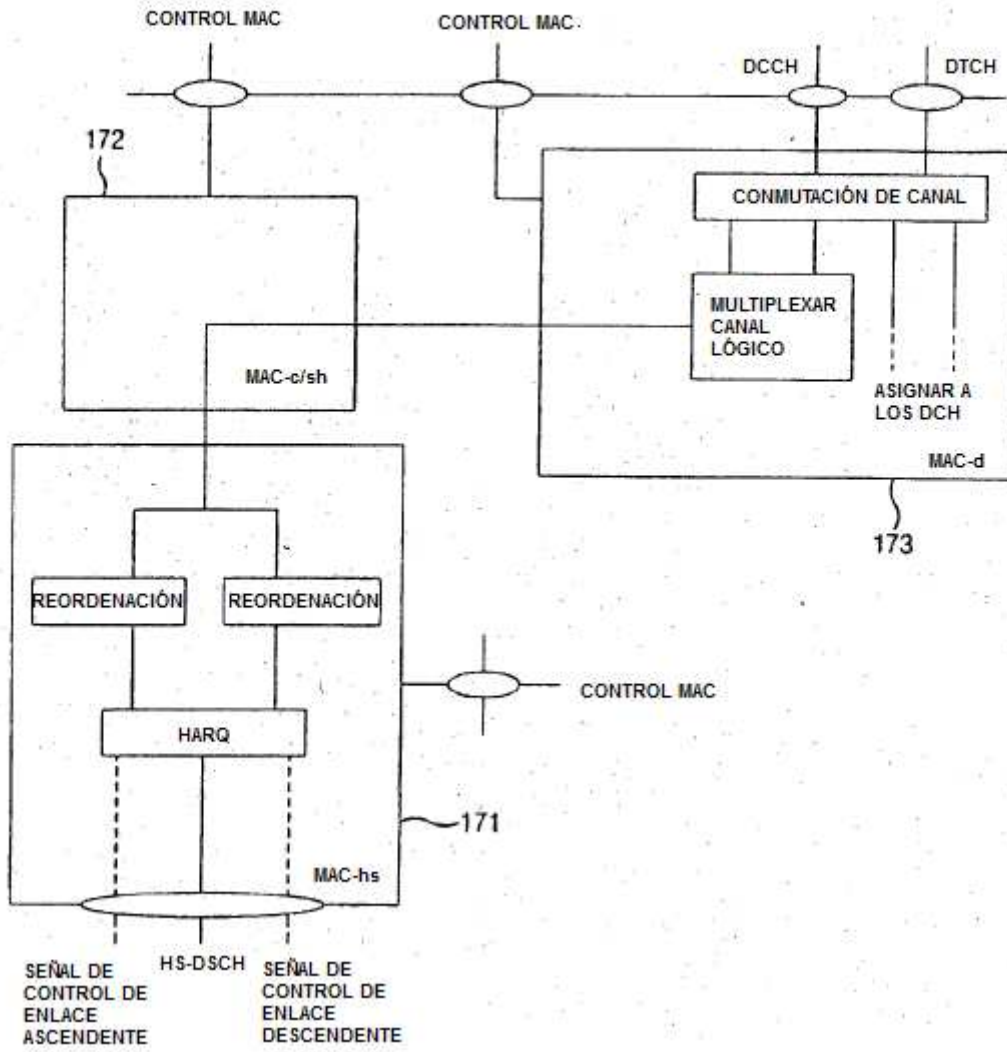 CONTROL MAC
CONTROL MAC
DCCH
DTCH
172
CONMUTACIÓN DE CANAL
MULTIPLEXAR
CANAL
LÓGICO
MAC-c/sh
ASIGNAR A
LOS DCH
MAC-d
173
REORDENACIÓN
REORDENACIÓN
CONTROL MAC
HARQ
171
MAC-hs
SEÑAL DE
CONTROL DE
ENLACE
ASCENDENTE
HS-DSCH
SEÑAL DE
CONTROL DE
ENLACE
DESCENDENTE